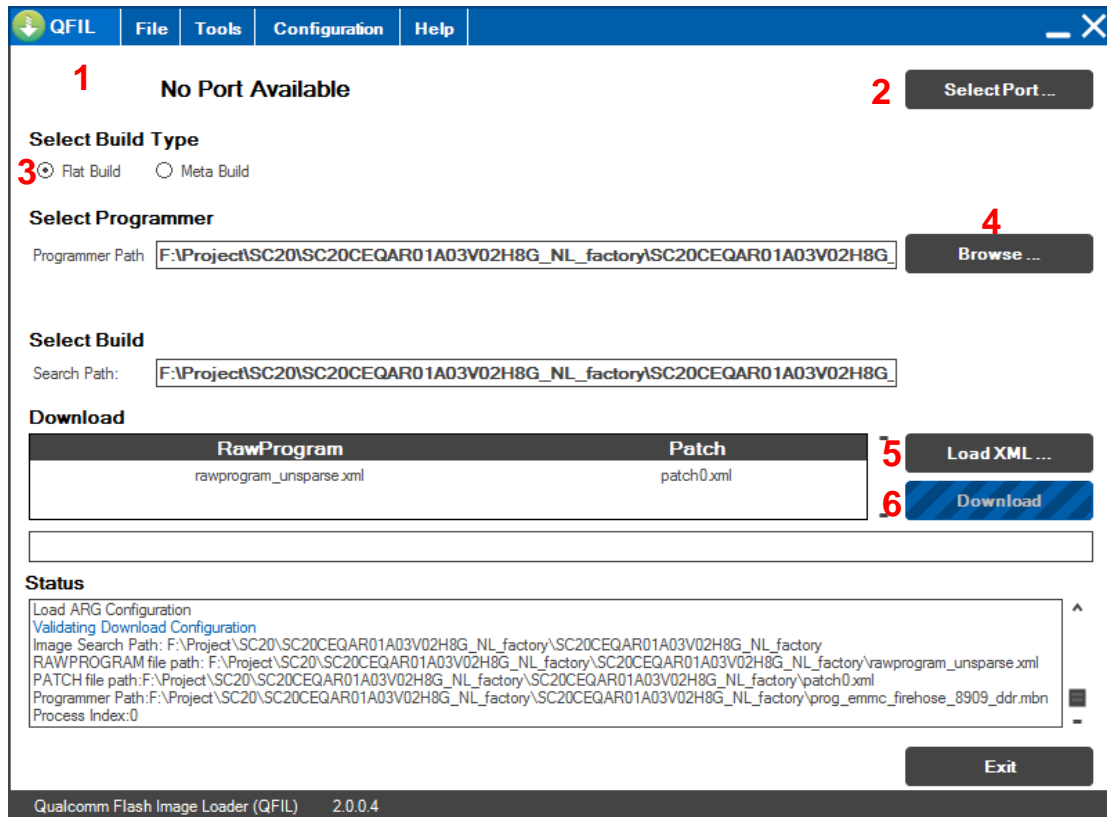 QFIL File Tools Configuration Help
1 No Port Available 2 Select Port ...
Select Build Type
3 Flat Build Meta Build
Select Programmer
4
Programmer Path F:\Project\SC20\SC20CEQAR01A03V02H8G_NL_factory\SC20CEQAR01A03V02H8G_ Browse ...
Select Build
Search Path: F:\Project\SC20\SC20CEQAR01A03V02H8G_NL_factory\SC20CEQAR01A03V02H8G_
Download
RawProgram Patch
5 Load XML ...
rawprogram_unsparse.xml patch0.xml
6 Download
Status
Load ARG Configuration
Validating Download Configuration
Image Search Path: F:\Project\SC20\SC20CEQAR01A03V02H8G_NL_factory\SC20CEQAR01A03V02H8G_NL_factory
RAWPROGRAM file path: F:\Project\SC20\SC20CEQAR01A03V02H8G_NL_factory\SC20CEQAR01A03V02H8G_NL_factory\rawprogram_unsparse.xml
PATCH file path:F:\Project\SC20\SC20CEQAR01A03V02H8G_NL_factory\SC20CEQAR01A03V02H8G_NL_factory\patch0.xml
Programmer Path:F:\Project\SC20\SC20CEQAR01A03V02H8G_NL_factory\SC20CEQAR01A03V02H8G_NL_factory\prog_emmc_firehose_8909_ddr.mbn
Process Index:0
Exit
Qualcomm Flash Image Loader (QFIL) 2.0.0.4